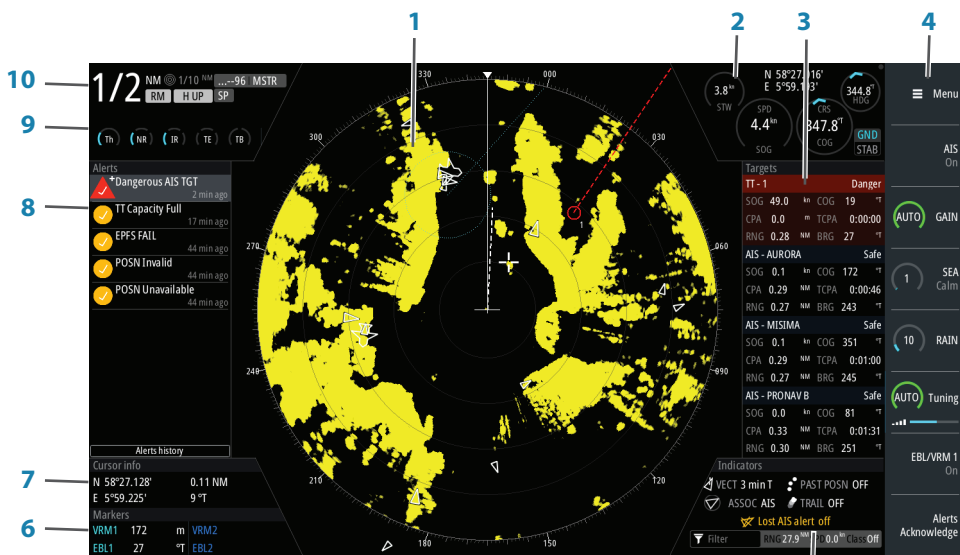 1
2
3
4
10
9
8
7
6
1/2 NM 1/10 NM ...--96 MSTR
RM H UP SP
Th NR IR TE TB
Alerts
+Dangerous AIS TGT
2 min ago
TT Capacity Full
17 min ago
EPFS FAIL
44 min ago
POSN Invalid
44 min ago
POSN Unavailable
44 min ago
Alerts history
Cursor info
N 58°27.128' 0.11 NM
E 5°59.225' 9 °T
Markers
VRM1 172 m VRM2
EBL1 27 °T EBL2
330
000
300
270
240
210
180
150
120
090
060
1
3.8 kn
STW
N 58°27.016'
E 5°59.193'
344.8 °T
HDG
SPD
4.4 kn
SOG
CRS
347.8 °T
COG
GND
STAB
Targets
TT - 1 Danger
SOG 49.0 kn COG 19 °T
CPA 0.0 m TCPA 0:00:00
RNG 0.28 NM BRG 27 °T
AIS - AURORA Safe
SOG 0.1 kn COG 172 °T
CPA 0.29 NM TCPA 0:00:46
RNG 0.27 NM BRG 243 °T
AIS - MISIMA Safe
SOG 0.1 kn COG 351 °T
CPA 0.29 NM TCPA 0:01:00
RNG 0.27 NM BRG 245 °T
AIS - PRONAV B Safe
SOG 0.0 kn COG 81 °T
CPA 0.33 NM TCPA 0:01:31
RNG 0.30 NM BRG 251 °T
Indicators
VECT 3 min T PAST POSN OFF
ASSOC AIS TRAIL OFF
Lost AIS alert off
Filter RNG 27.9 NM PD 0.0 kn Class Off
Menu
AIS
On
AUTO GAIN
1 SEA
Calm
10 RAIN
AUTO Tuning
EBL/VRM 1
On
Alerts
Acknowledge